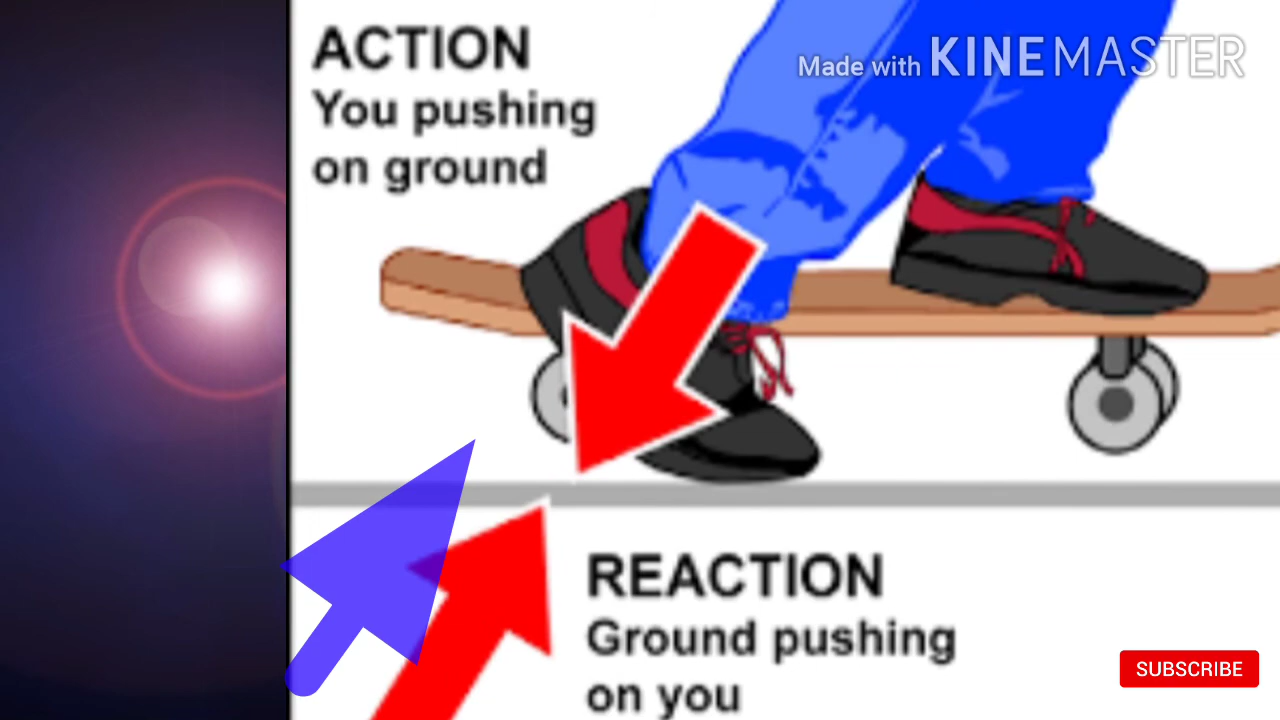 ACTION
You pushing
on ground
Made with KINEMASTER
REACTION
Ground pushing
on you
SUBSCRIBE